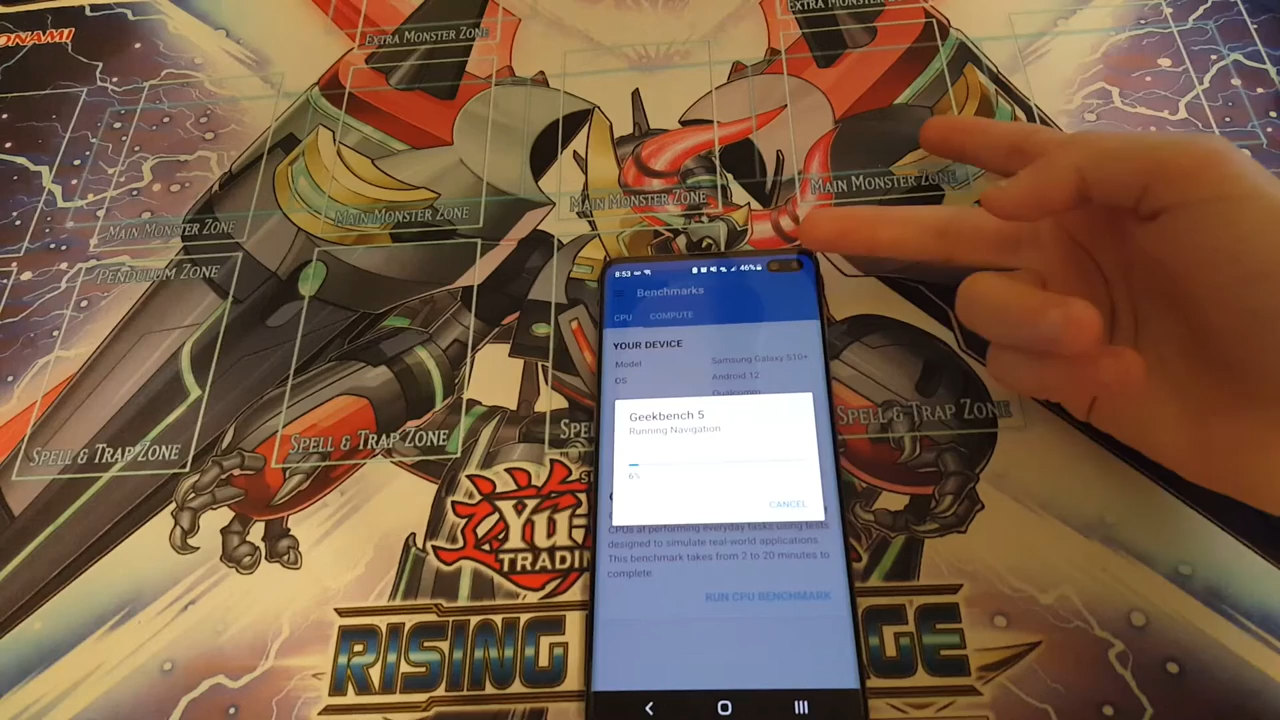 KONAMI
EXTRA MONSTER ZONE
EXTRA MONSTER ZONE
MAIN MONSTER ZONE
MAIN MONSTER ZONE
MAIN MONSTER ZONE
MAIN MONSTER ZONE
PENDULUM ZONE
SPELL & TRAP ZONE
SPELL & TRAP ZONE
SPELL & TRAP ZONE
8:53
46%
Benchmarks
CPU COMPUTE
YOUR DEVICE
Model Samsung Galaxy S10+
OS Android 12
Qualcomm
Geekbench 5
Running Navigation
6%
CANCEL
CPUs at performing everyday tasks using tests
designed to simulate real-world applications.
This benchmark takes from 2 to 20 minutes to
complete.
RUN CPU BENCHMARK
Yu-
TRADIN
RISING